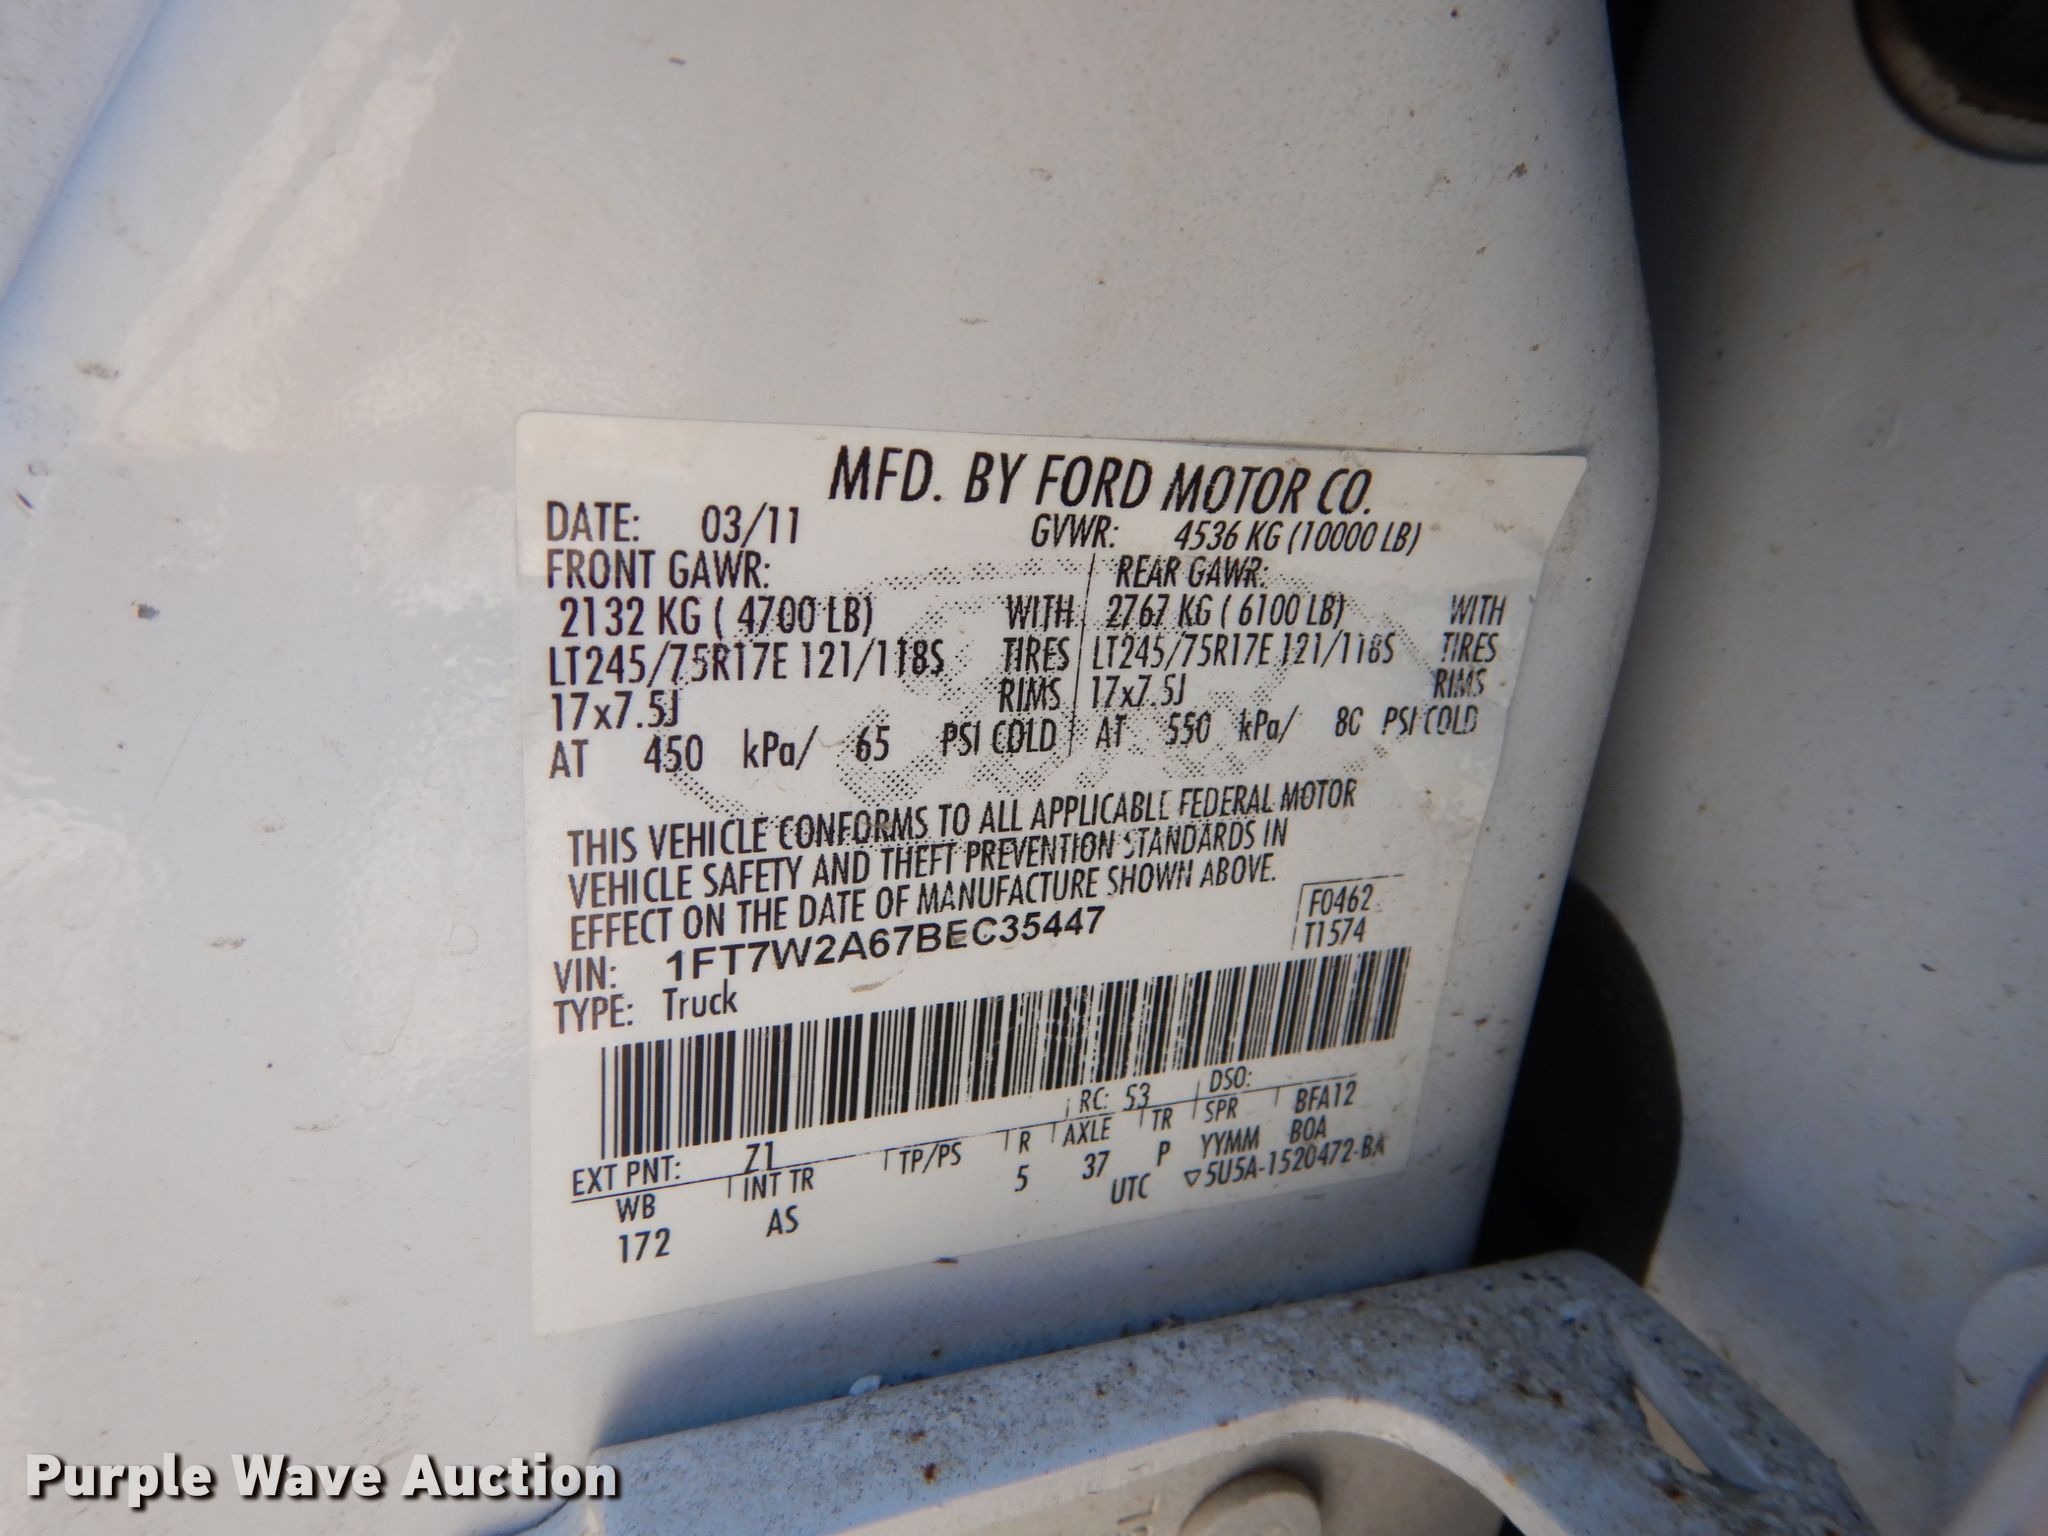 MFD. BY FORD MOTOR CO.
DATE: 03/11 GVWR: 4536 KG (10000 LB)
FRONT GAWR: REAR GAWR:
2132 KG ( 4700 LB) WITH 2767 KG ( 6100 LB) WITH
LT245/75R17E 121/118S TIRES LT245/75R17E 121/118S TIRES
17x7.5J RIMS 17x7.5J RIMS
AT 450 kPa/ 65 PSI COLD AT 550 kPa/ 80 PSI COLD
THIS VEHICLE CONFORMS TO ALL APPLICABLE FEDERAL MOTOR
VEHICLE SAFETY AND THEFT PREVENTION STANDARDS IN
EFFECT ON THE DATE OF MANUFACTURE SHOWN ABOVE.
VIN: 1FT7W2A67BEC35447 F0462
TYPE: Truck T1574
EXT PNT: Z1 RC: 53 DSO:
WB INT TR TP/PS R AXLE TR SPR BFA12
172 AS 5 37 P YYMM BOA
UTC ▽5U5A-1520472-BA
Purple Wave Auction